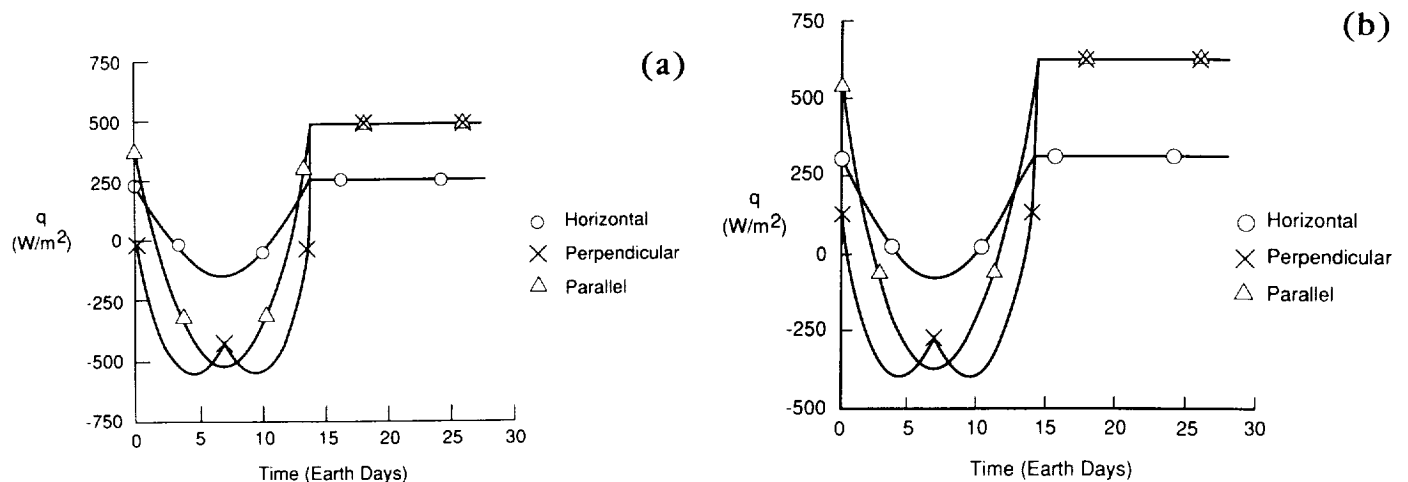 (a)
750
500
250
0
-250
-500
-750
q
(W/m²)
0
5
10
15
20
25
30
Time (Earth Days)
Horizontal
Perpendicular
Parallel
(b)
750
500
250
0
-250
-500
q
(W/m²)
0
5
10
15
20
25
30
Time (Earth Days)
Horizontal
Perpendicular
Parallel